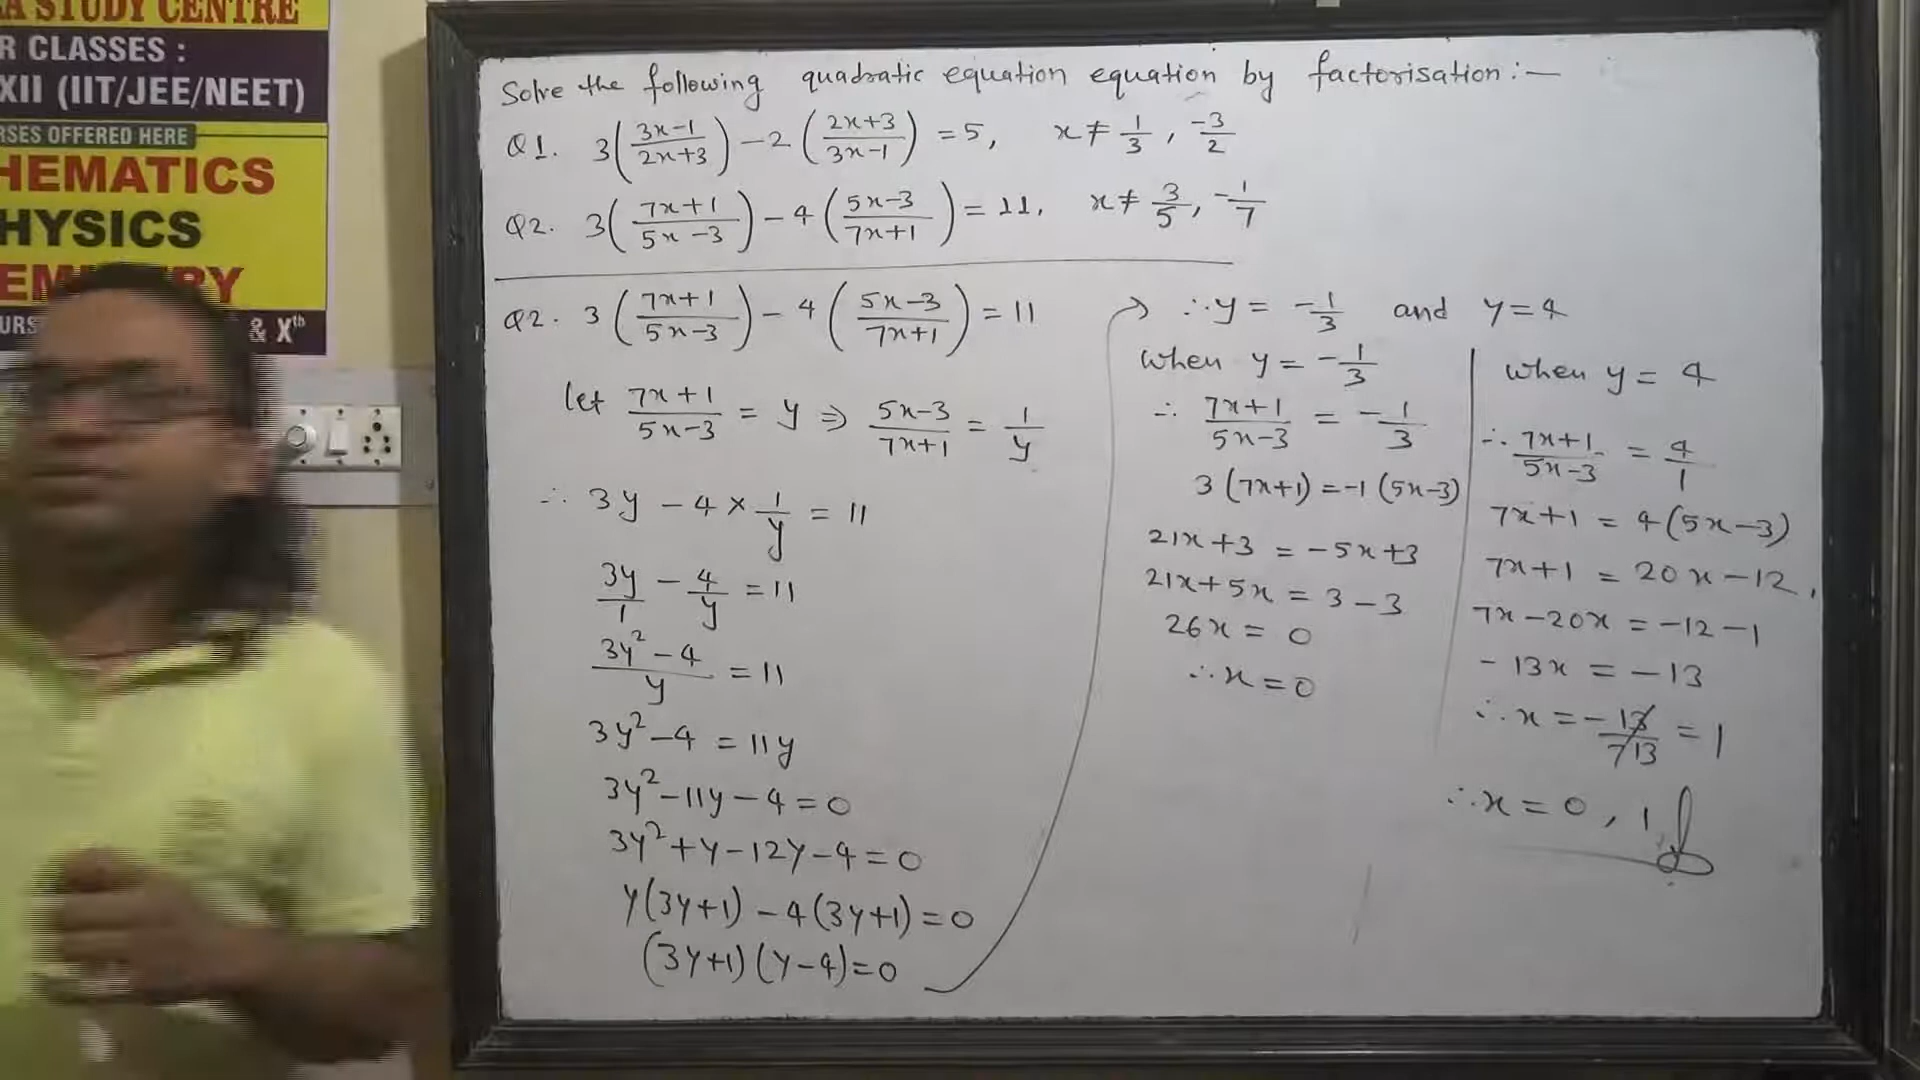 A STUDY CENTRE
R CLASSES :
XII (IIT/JEE/NEET)
RSES OFFERED HERE
HEMATICS
HYSICS
& Xth
Solve the following quadratic equation equation by factorisation :—
Q1. 3((3x-1)/(2x+3)) - 2((2x+3)/(3x-1)) = 5, x ≠ 1/3, -3/2
Q2. 3((7x+1)/(5x-3)) - 4((5x-3)/(7x+1)) = 11, x ≠ 3/5, -1/7
Q2. 3((7x+1)/(5x-3)) - 4((5x-3)/(7x+1)) = 11
let (7x+1)/(5x-3) = y ⇒ (5x-3)/(7x+1) = 1/y
∴ 3y - 4 × 1/y = 11
3y/1 - 4/y = 11
(3y² - 4)/y = 11
3y² - 4 = 11y
3y² - 11y - 4 = 0
3y² + y - 12y - 4 = 0
y(3y+1) - 4(3y+1) = 0
(3y+1)(y-4) = 0
∴ y = -1/3 and y = 4
when y = -1/3
∴ (7x+1)/(5x-3) = -1/3
3(7x+1) = -1(5x-3)
21x+3 = -5x+3
21x+5x = 3-3
26x = 0
∴ x = 0
when y = 4
∴ (7x+1)/(5x-3) = 4/1
7x+1 = 4(5x-3)
7x+1 = 20x-12
7x-20x = -12-1
-13x = -13
∴ x = -13/-13 = 1
∴ x = 0, 1